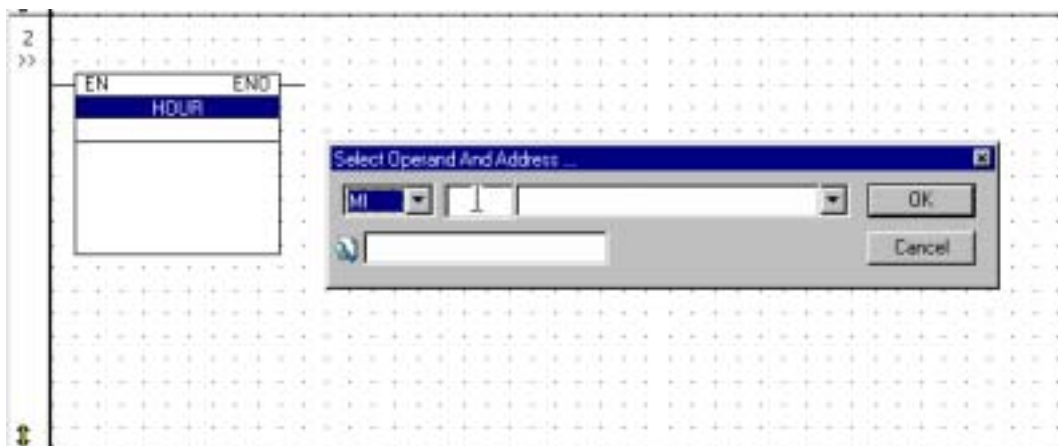 2
>>
EN ENO
HOUR
Select Operand And Address ...
MI
OK
Cancel